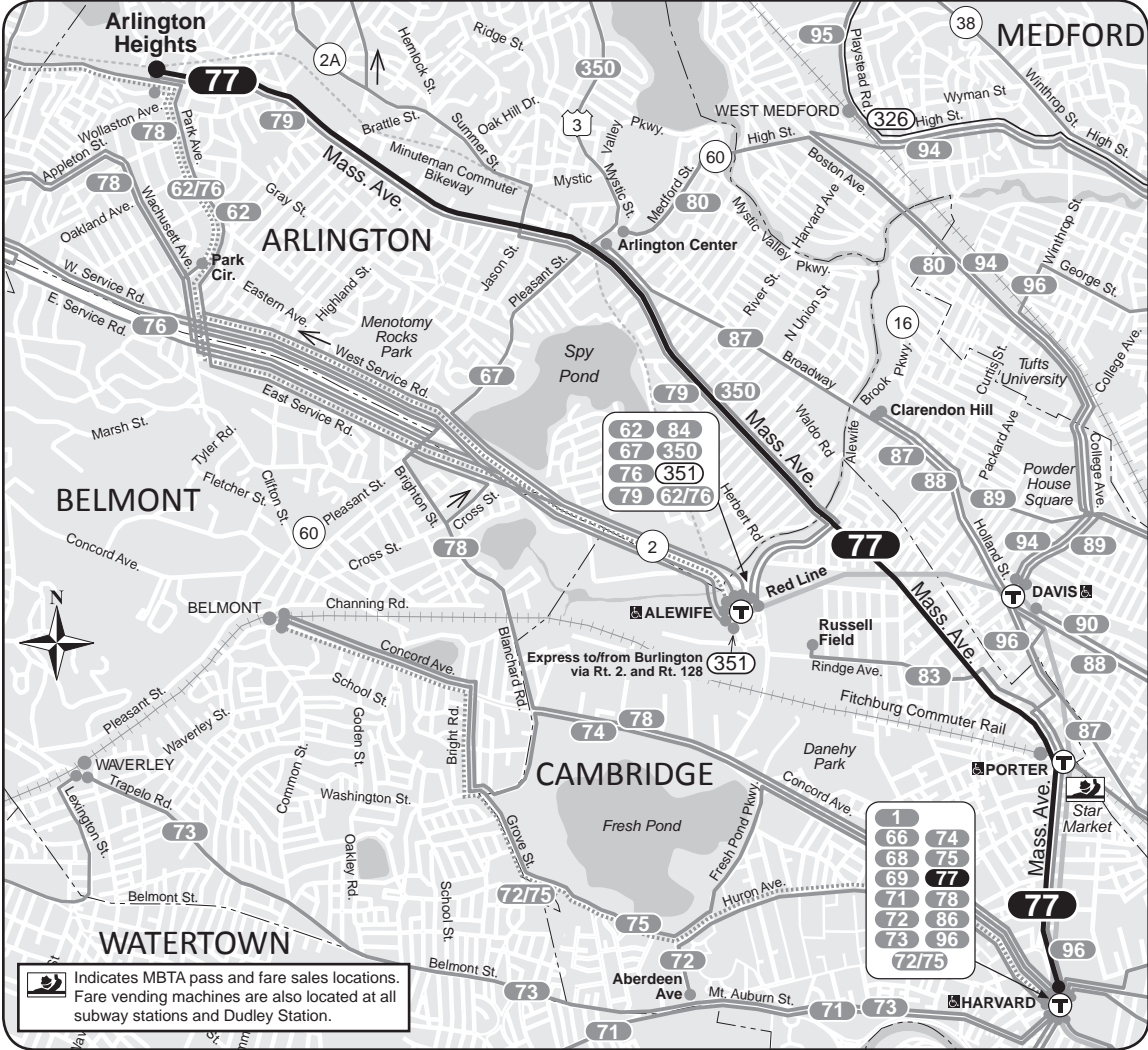 Arlington
Heights
77
2A
Hemlock St.
Ridge St.
350
95
Playstead Rd.
38
MEDFORD
Wollaston Ave.
78
Park Ave.
79
Brattle St.
Summer St.
Oak Hill Dr.
3
Valley
Pkwy.
WEST MEDFORD
326
High St.
Wyman St
Winthrop St.
High St.
Appleton St.
Minuteman Commuter
Bikeway
Mass. Ave.
Mystic
Mystic St.
Medford St.
60
High St.
94
Boston Ave.
78
Wachusett Ave.
62/76
62
Gray St.
80
Mystic Valley
Pkwy.
Harvard Ave
Oakland Ave.
ARLINGTON
Jason St.
Pleasant St.
Arlington Center
Winthrop St.
Park
Cir.
80
94
96
George St.
W. Service Rd.
E. Service Rd.
Eastern Ave.
Highland St.
River St.
N Union St
76
Menotomy
Rocks
Park
Spy
Pond
87
16
College Ave.
West Service Rd.
67
Broadway
Brook
Pkwy.
Curtis St.
Tufts
University
East Service Rd.
79
350
Mass. Ave.
Waldo Rd
Alewife
Clarendon Hill
Marsh St.
Tyler Rd.
62
84
67
350
76
351
79
62/76
87
88
Packard Ave
College Ave.
BELMONT
Fletcher St.
Clifton St.
Pleasant St.
60
Brighton St.
Cross St.
Powder
House
Square
89
Herbert Rd
Concord Ave.
Cross St.
78
2
77
Holland St.
94
89
N
Red Line
Mass. Ave.
DAVIS
BELMONT
Channing Rd.
T
ALEWIFE
T
Russell
Field
96
90
88
Concord Ave.
Blanchard Rd.
Express to/from Burlington
via Rt. 2. and Rt. 128
351
Rindge Ave.
83
School St.
Pleasant St.
Waverley St.
Goden St.
Bright Rd.
74
78
Fitchburg Commuter Rail
87
WAVERLEY
Common St.
CAMBRIDGE
Danehy
Park
PORTER
T
Trapelo Rd.
Lexington St.
Washington St.
Concord Ave.
Star
Market
73
Grove St.
Fresh Pond
Fresh Pond Pkwy.
Mass. Ave.
1
66
74
68
75
69
77
71
78
72
86
73
96
72/75
Oakley Rd.
School St.
Belmont St.
72/75
Huron Ave.
77
75
WATERTOWN
72
96
Belmont St.
73
Aberdeen
Ave
Mt. Auburn St.
71
73
HARVARD
T
71
Indicates MBTA pass and fare sales locations.
Fare vending machines are also located at all
subway stations and Dudley Station.